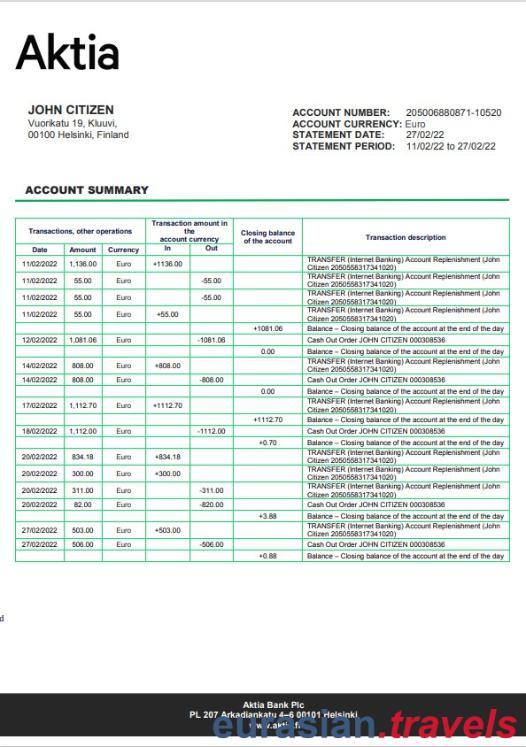 Aktia
JOHN CITIZEN
Vuorikatu 19, Kluuvi,
00100 Helsinki, Finland
ACCOUNT NUMBER: 205006880871-10520
ACCOUNT CURRENCY: Euro
STATEMENT DATE: 27/02/22
STATEMENT PERIOD: 11/02/22 to 27/02/22
ACCOUNT SUMMARY
Transactions, other operations
Transaction amount in
the
account currency
Closing balance
of the account
Transaction description
Date Amount Currency In Out
11/02/2022 1,136.00 Euro +1136.00 TRANSFER (Internet Banking) Account Replenishment (John
Citizen 2050558317341020)
11/02/2022 55.00 Euro -55.00 TRANSFER (Internet Banking) Account Replenishment (John
Citizen 2050558317341020)
11/02/2022 55.00 Euro -55.00 TRANSFER (Internet Banking) Account Replenishment (John
Citizen 2050558317341020)
11/02/2022 55.00 Euro +55.00 TRANSFER (Internet Banking) Account Replenishment (John
Citizen 2050558317341020)
+1081.06 Balance – Closing balance of the account at the end of the day
12/02/2022 1,081.06 Euro -1081.06 Cash Out Order JOHN CITIZEN 000308536
0.00 Balance – Closing balance of the account at the end of the day
14/02/2022 808.00 Euro +808.00 TRANSFER (Internet Banking) Account Replenishment (John
Citizen 2050558317341020)
14/02/2022 808.00 Euro -808.00 Cash Out Order JOHN CITIZEN 000308536
0.00 Balance – Closing balance of the account at the end of the day
17/02/2022 1,112.70 Euro +1112.70 TRANSFER (Internet Banking) Account Replenishment (John
Citizen 2050558317341020)
+1112.70 Balance – Closing balance of the account at the end of the day
18/02/2022 1,112.00 Euro -1112.00 Cash Out Order JOHN CITIZEN 000308536
+0.70 Balance – Closing balance of the account at the end of the day
20/02/2022 834.18 Euro +834.18 TRANSFER (Internet Banking) Account Replenishment (John
Citizen 2050558317341020)
20/02/2022 300.00 Euro +300.00 TRANSFER (Internet Banking) Account Replenishment (John
Citizen 2050558317341020)
20/02/2022 311.00 Euro -311.00 TRANSFER (Internet Banking) Account Replenishment (John
Citizen 2050558317341020)
20/02/2022 82.00 Euro -820.00 Cash Out Order JOHN CITIZEN 000308536
+3.88 Balance – Closing balance of the account at the end of the day
27/02/2022 503.00 Euro +503.00 TRANSFER (Internet Banking) Account Replenishment (John
Citizen 2050558317341020)
27/02/2022 506.00 Euro -506.00 Cash Out Order JOHN CITIZEN 000308536
+0.88 Balance – Closing balance of the account at the end of the day
d
Aktia Bank Plc
PL 207 Arkadiankatu 4–6 00101 Helsinki
eurasian.travels